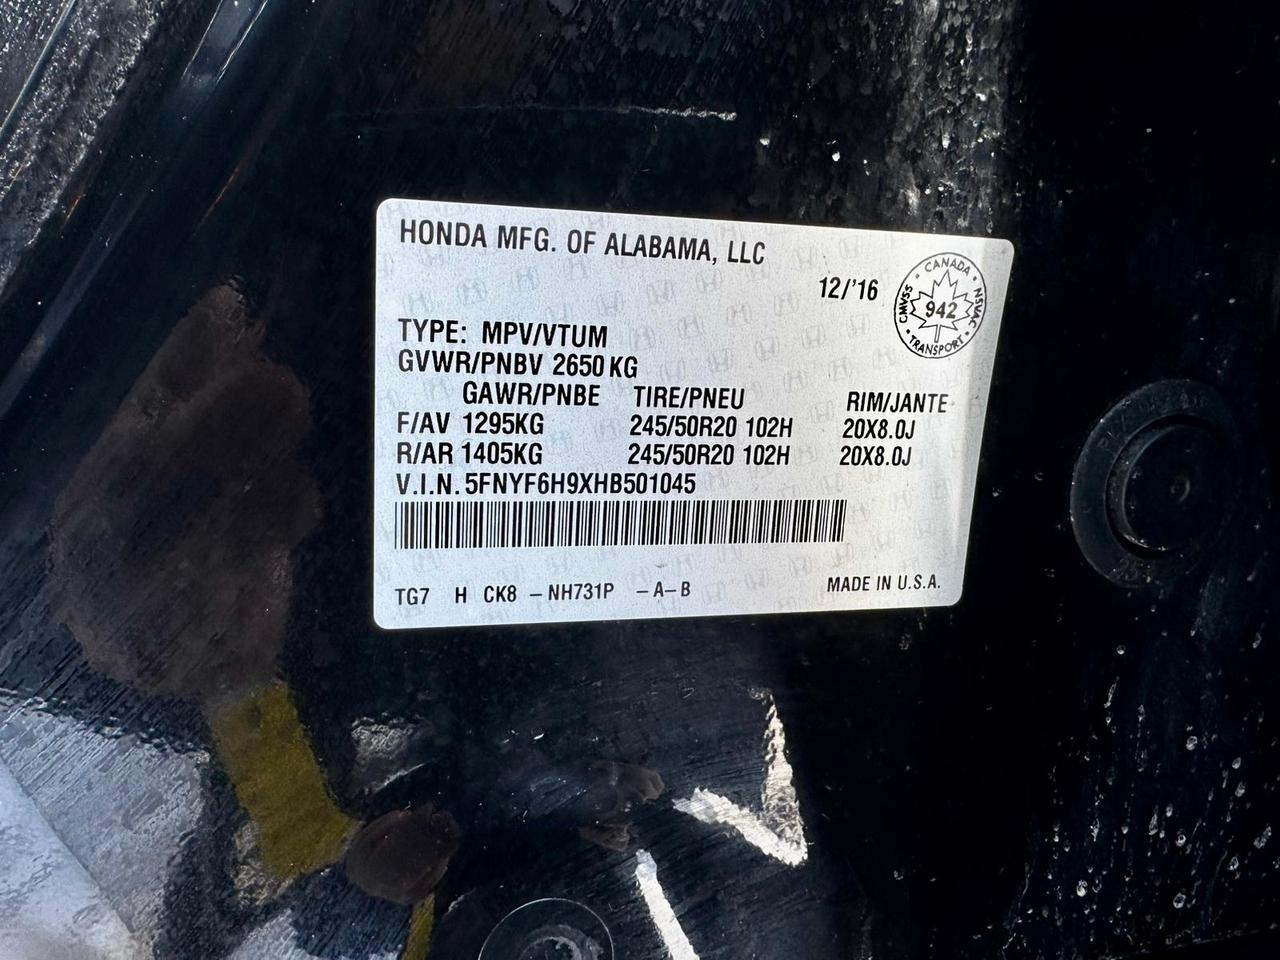 HONDA MFG. OF ALABAMA, LLC
12/'16
CANADA
CMVSS 942 NSVAC
TRANSPORT
TYPE: MPV/VTUM
GVWR/PNBV 2650 KG
GAWR/PNBE TIRE/PNEU RIM/JANTE
F/AV 1295KG 245/50R20 102H 20X8.0J
R/AR 1405KG 245/50R20 102H 20X8.0J
V.I.N. 5FNYF6H9XHB501045
TG7 H CK8 – NH731P – A – B MADE IN U.S.A.